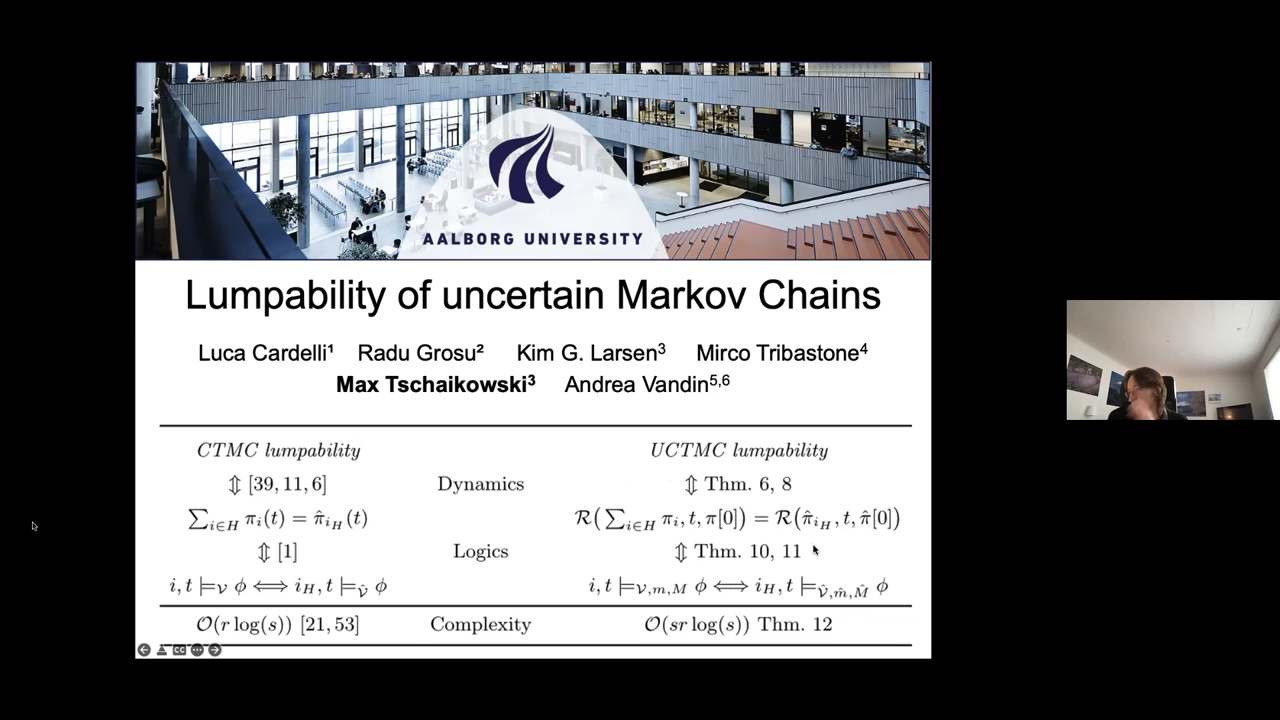 AALBORG UNIVERSITY
Lumpability of uncertain Markov Chains
Luca Cardelli¹ Radu Grosu² Kim G. Larsen³ Mirco Tribastone⁴
Max Tschaikowski³ Andrea Vandin⁵,⁶
CTMC lumpability UCTMC lumpability
⇕ [39, 11, 6] Dynamics ⇕ Thm. 6, 8
∑_{i∈H} π_i(t) = π̂_{i_H}(t) R(∑_{i∈H} π_i, t, π[0]) = R(π̂_{i_H}, t, π̂[0])
⇕ [1] Logics ⇕ Thm. 10, 11
i, t ⊨_V ϕ ⟺ i_H, t ⊨_V̂ ϕ i, t ⊨_{V,m,M} ϕ ⟺ i_H, t ⊨_{V̂,m̂,M̂} ϕ
O(r log(s)) [21, 53] Complexity O(sr log(s)) Thm. 12
CC